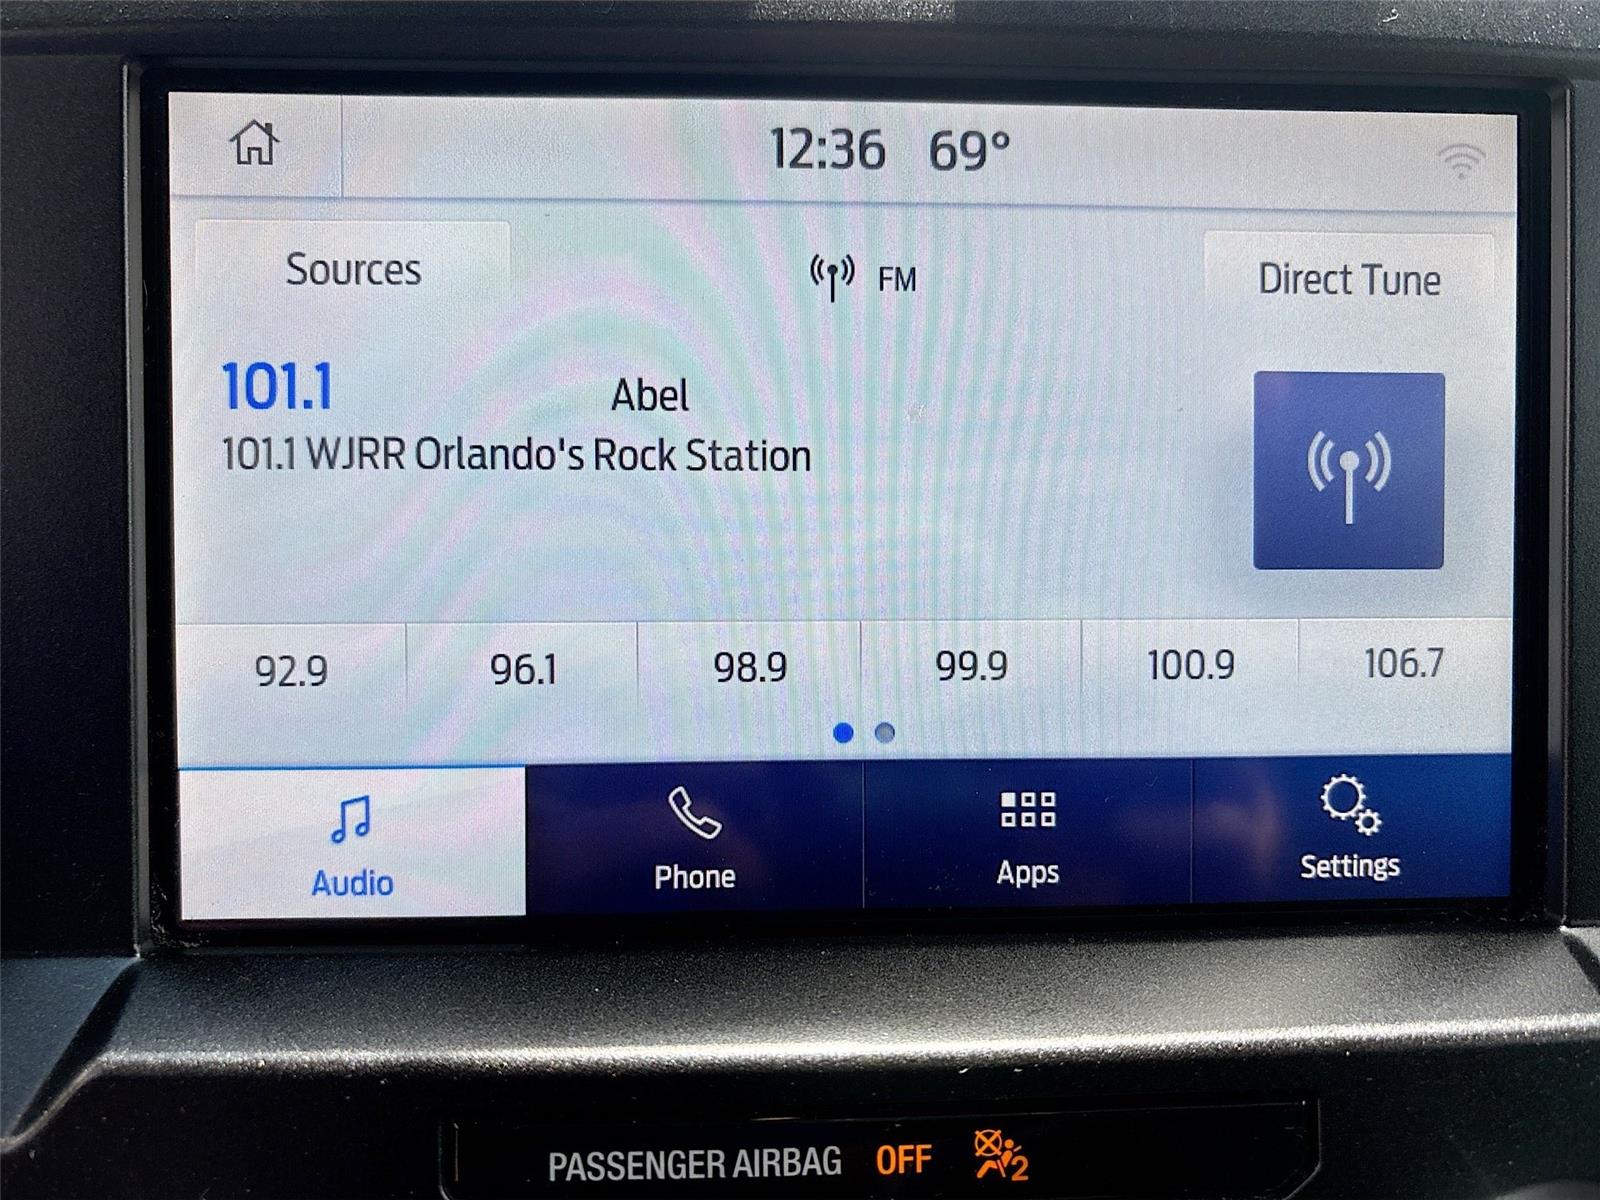 12:36 69°
Sources
FM
Direct Tune
101.1
Abel
101.1 WJRR Orlando's Rock Station
92.9
96.1
98.9
99.9
100.9
106.7
Audio
Phone
Apps
Settings
PASSENGER AIRBAG OFF 2